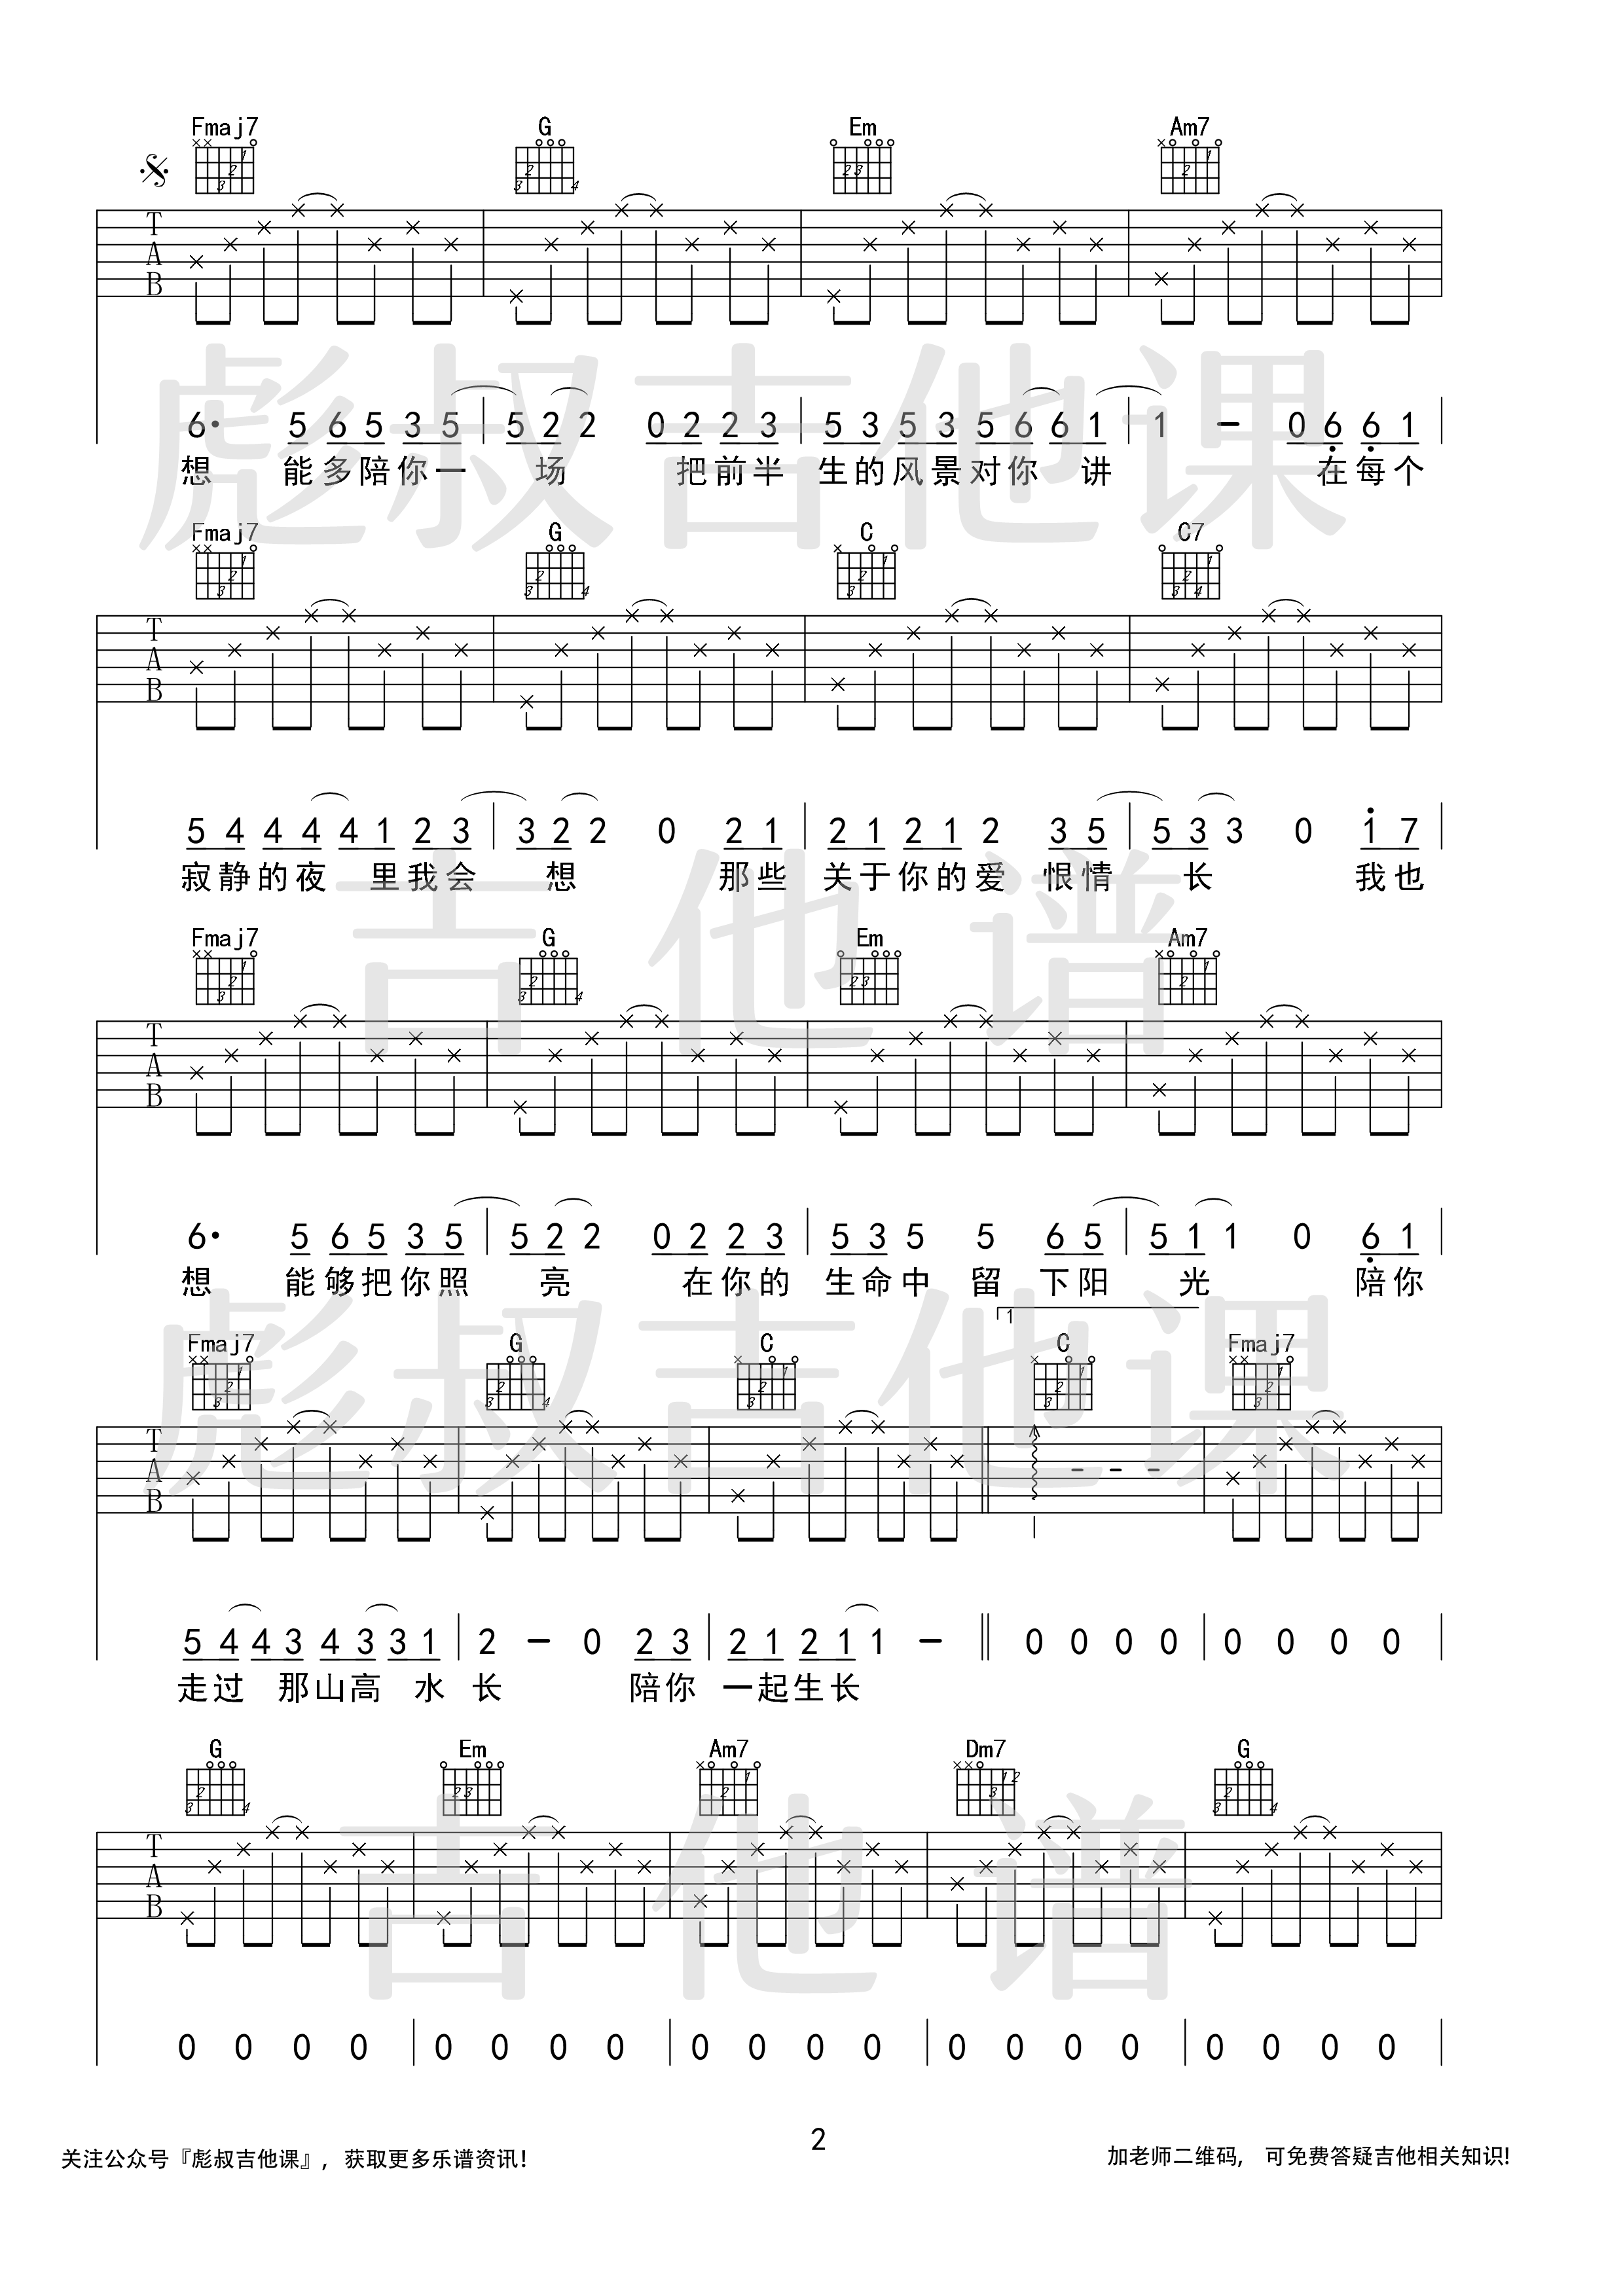 Fmaj7 G Em Am7
T
A
B
6· 5 6 5 3 5 | 5 2 2 0 2 2 3 | 5 3 5 3 5 6 6 1 | 1 - 0 6 6 1 |
想 能多陪你一 场 把前半 生的风景对你 讲 在每个
Fmaj7 G C C7
T
A
B
5 4 4 4 4 1 2 3 | 3 2 2 0 2 1 | 2 1 2 1 2 3 5 | 5 3 3 0 1 7 |
寂静的夜 里我会 想 那些 关于你的爱 恨情 长 我也
Fmaj7 G Em Am7
T
A
B
6· 5 6 5 3 5 | 5 2 2 0 2 2 3 | 5 3 5 5 6 5 | 5 1 1 0 6 1 |
想 能够把你照 亮 在你的 生命中 留 下阳 光 陪你
1
Fmaj7 G C C Fmaj7
T
A
B
5 4 4 3 4 3 3 1 | 2 - 0 2 3 | 2 1 2 1 1 - || 0 0 0 0 | 0 0 0 0 |
走过 那山高 水 长 陪你 一起生长
G Em Am7 Dm7 G
T
A
B
0 0 0 0 | 0 0 0 0 | 0 0 0 0 | 0 0 0 0 | 0 0 0 0 |
彪叔吉他课
吉他谱
彪叔吉他课
吉他谱
关注公众号『彪叔吉他课』，获取更多乐谱资讯！
2
加老师二维码， 可免费答疑吉他相关知识!